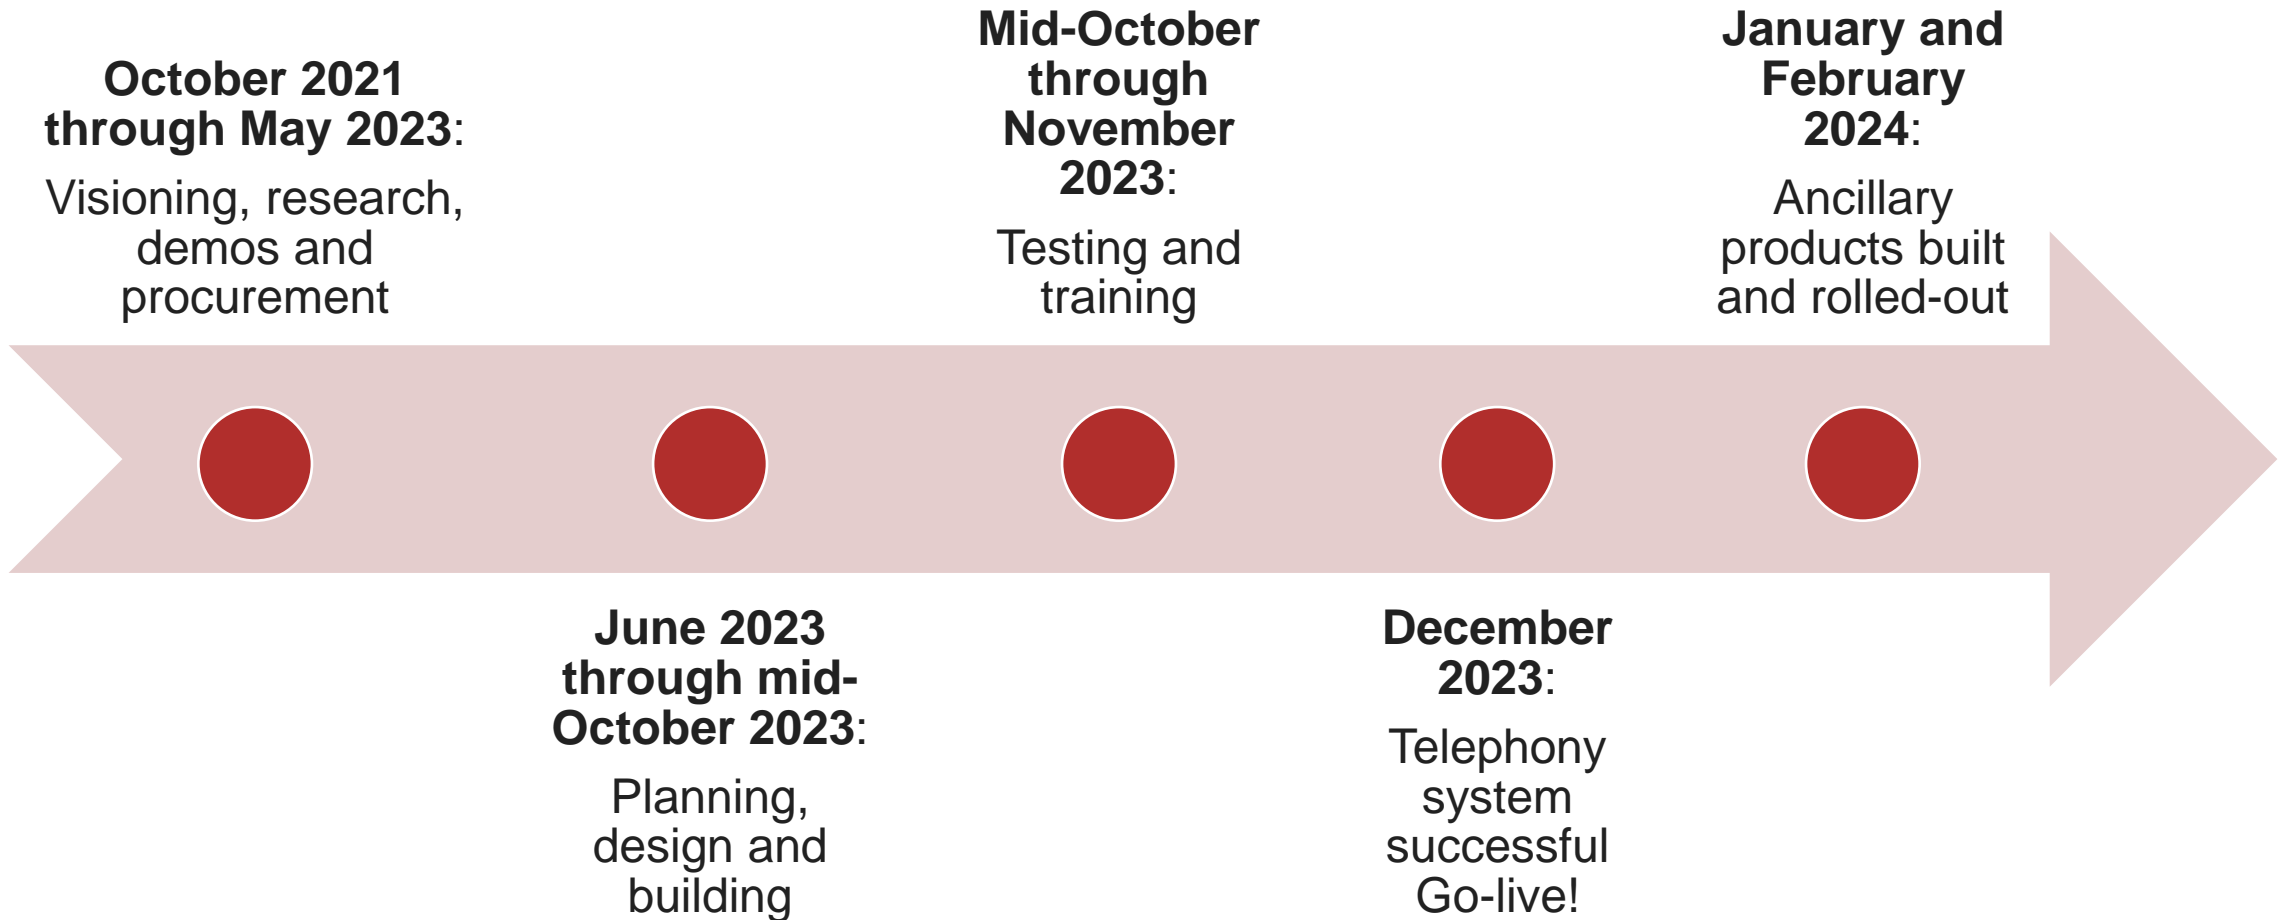 October 2021
through May 2023:
Visioning, research,
demos and
procurement
June 2023
through mid-
October 2023:
Planning,
design and
building
Mid-October
through
November
2023:
Testing and
training
December
2023:
Telephony
system
successful
Go-live!
January and
February
2024:
Ancillary
products built
and rolled-out